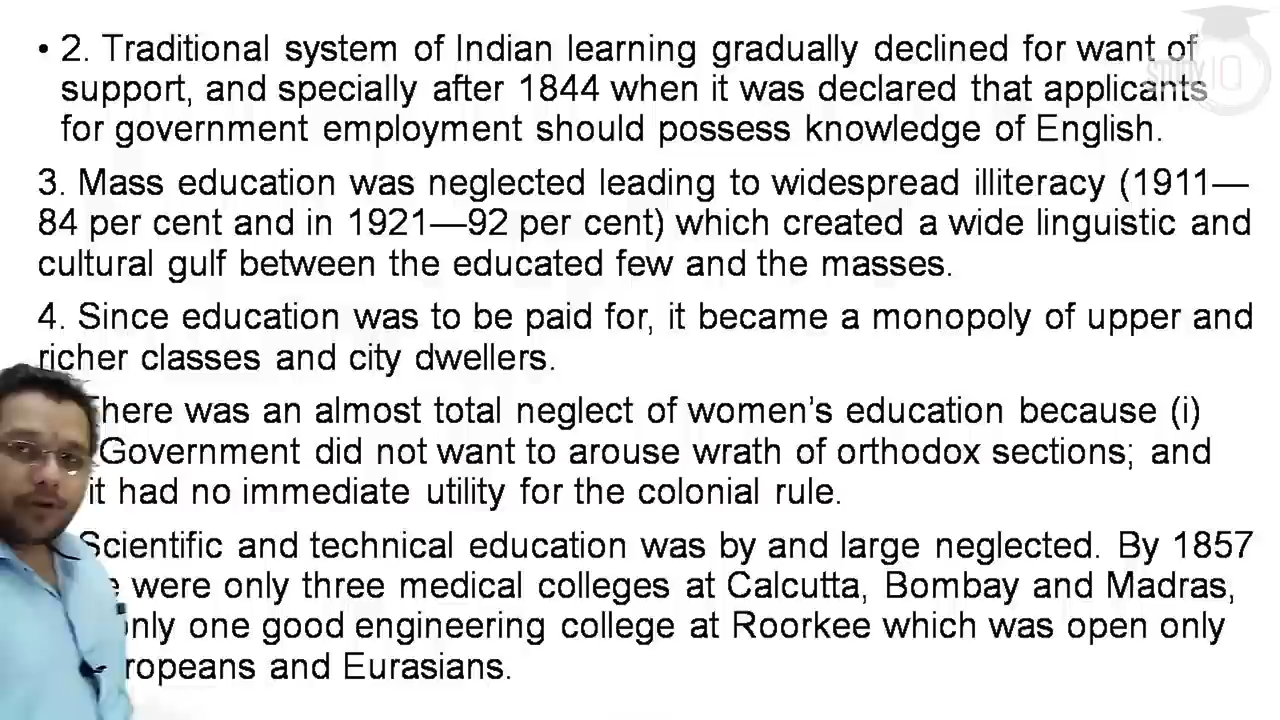 • 2. Traditional system of Indian learning gradually declined for want of
support, and specially after 1844 when it was declared that applicants
for government employment should possess knowledge of English.
3. Mass education was neglected leading to widespread illiteracy (1911—
84 per cent and in 1921—92 per cent) which created a wide linguistic and
cultural gulf between the educated few and the masses.
4. Since education was to be paid for, it became a monopoly of upper and
richer classes and city dwellers.
There was an almost total neglect of women's education because (i)
Government did not want to arouse wrath of orthodox sections; and
it had no immediate utility for the colonial rule.
Scientific and technical education was by and large neglected. By 1857
were only three medical colleges at Calcutta, Bombay and Madras,
only one good engineering college at Roorkee which was open only
ropeans and Eurasians.
STUDY IQ